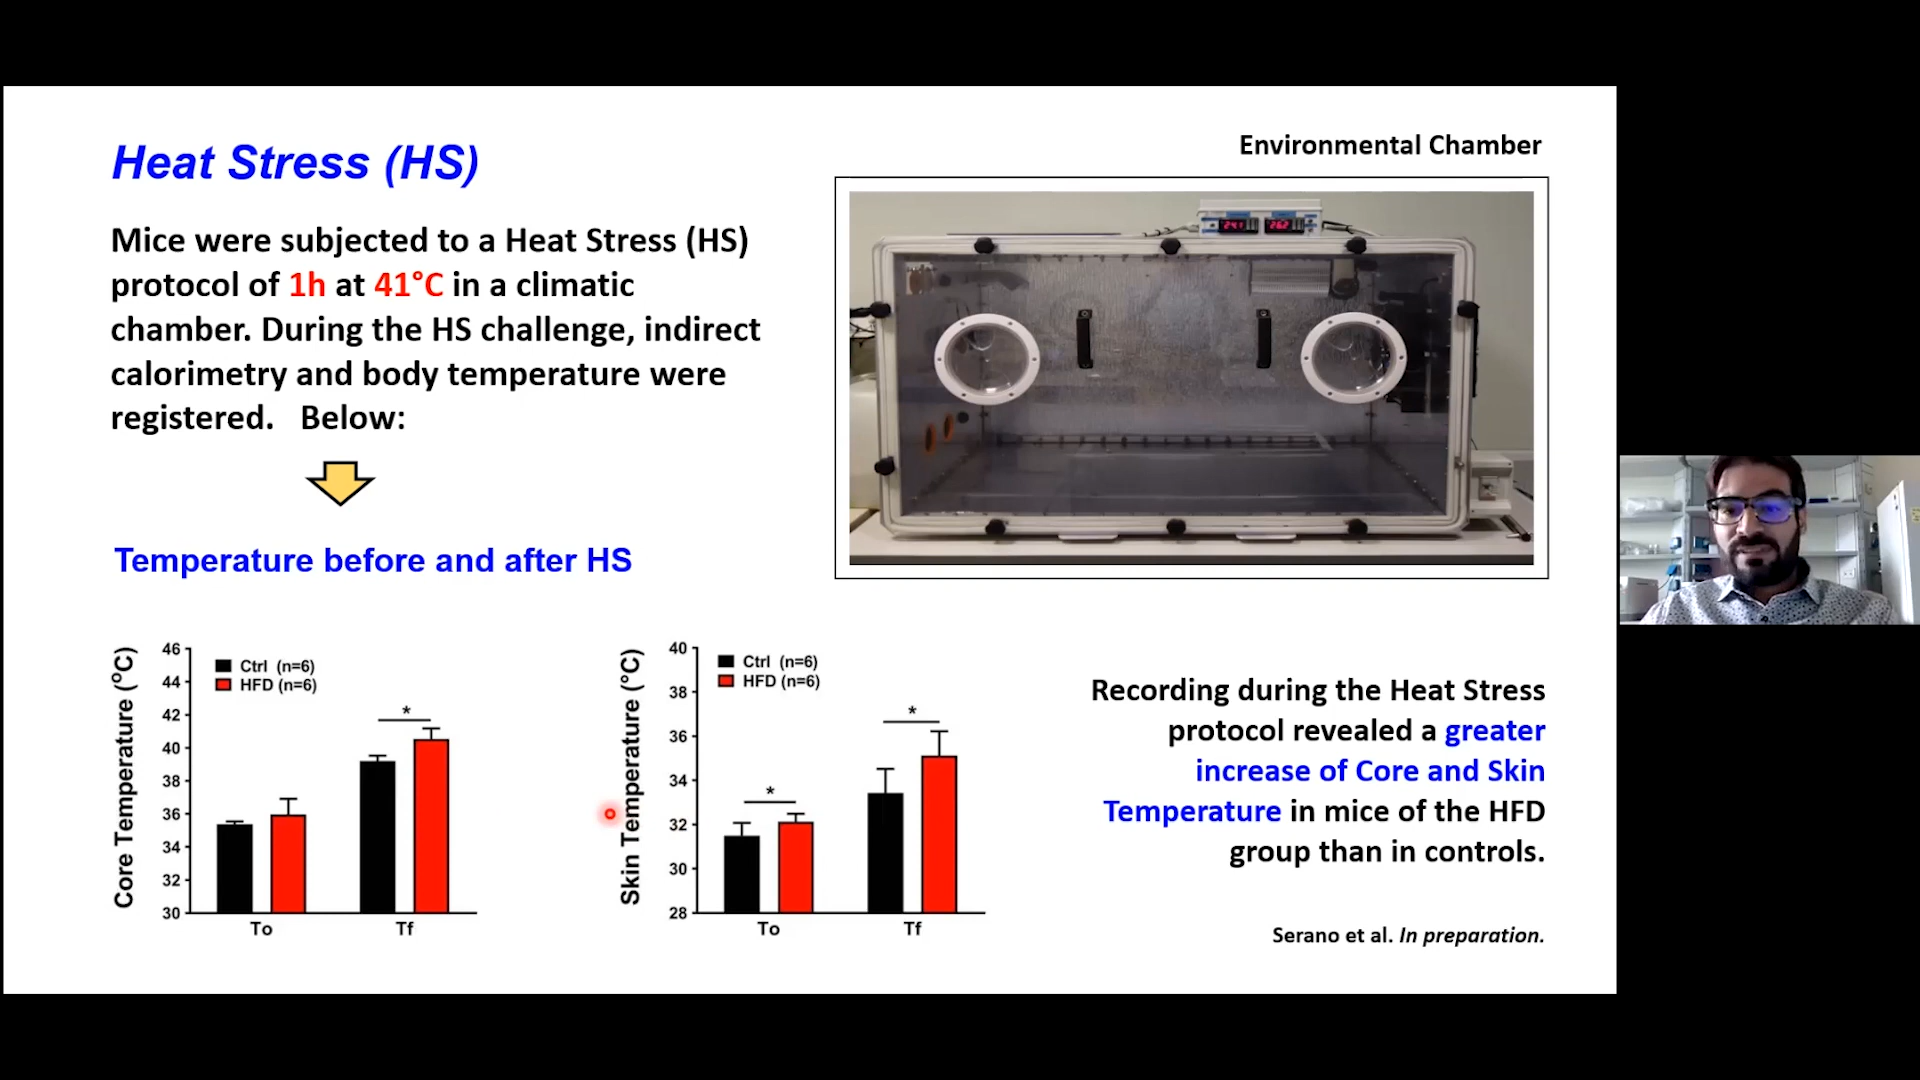 Heat Stress (HS)
Mice were subjected to a Heat Stress (HS)
protocol of 1h at 41°C in a climatic
chamber. During the HS challenge, indirect
calorimetry and body temperature were
registered. Below:
Environmental Chamber
Temperature before and after HS
Core Temperature (°C)
46
44
42
40
38
36
34
32
30
Ctrl (n=6)
HFD (n=6)
*
To
Tf
Skin Temperature (°C)
40
38
36
34
32
30
28
Ctrl (n=6)
HFD (n=6)
*
*
To
Tf
Recording during the Heat Stress
protocol revealed a greater
increase of Core and Skin
Temperature in mice of the HFD
group than in controls.
Serano et al. In preparation.